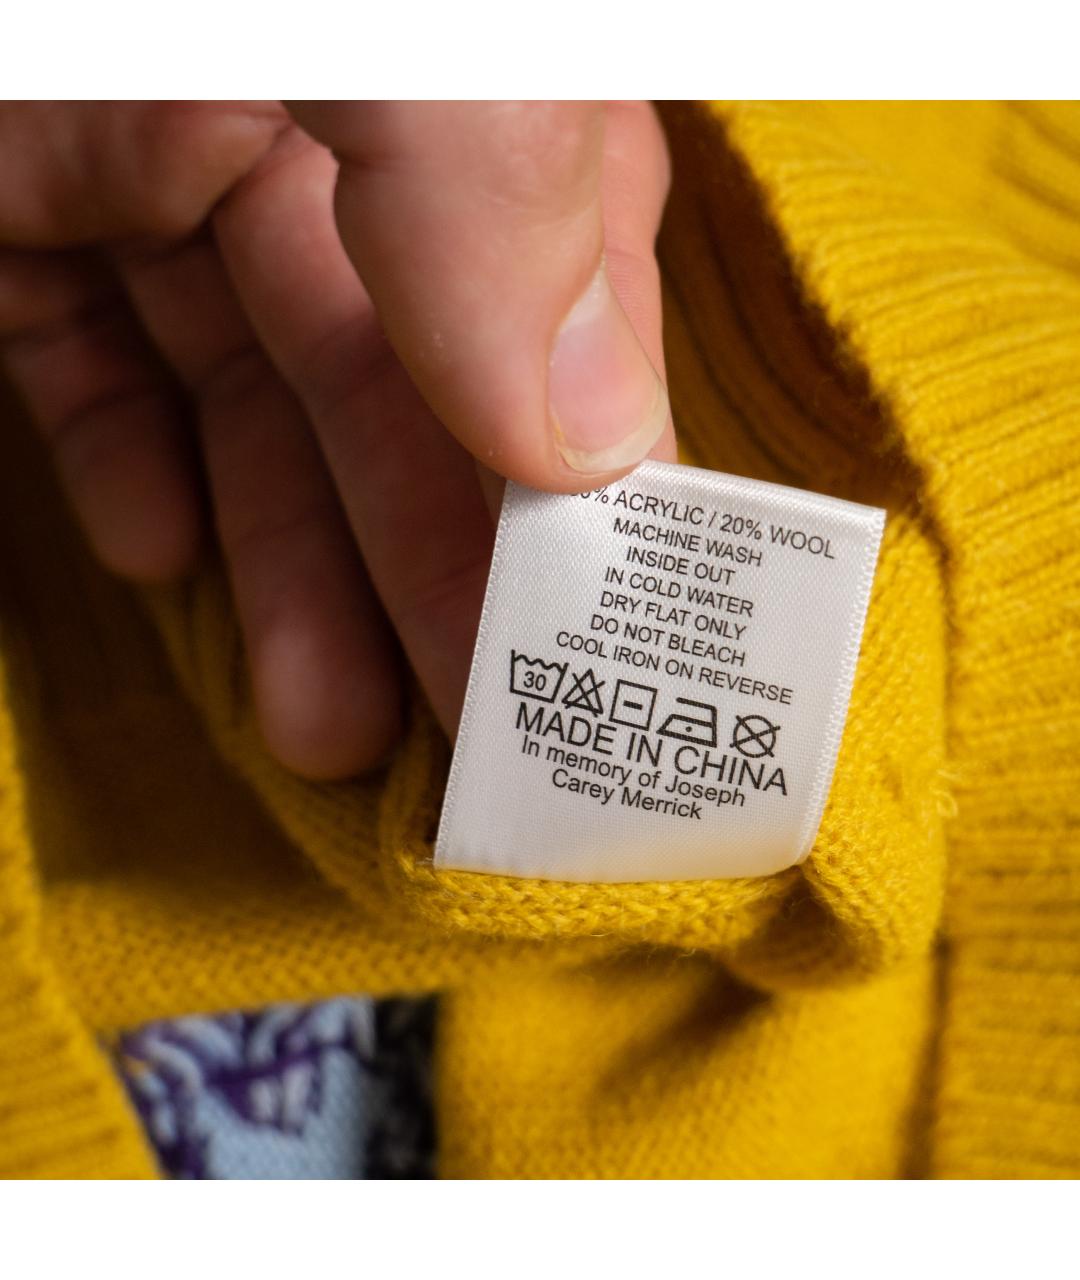 % ACRYLIC / 20% WOOL
MACHINE WASH
INSIDE OUT
IN COLD WATER
DRY FLAT ONLY
DO NOT BLEACH
COOL IRON ON REVERSE
30
MADE IN CHINA
In memory of Joseph
Carey Merrick